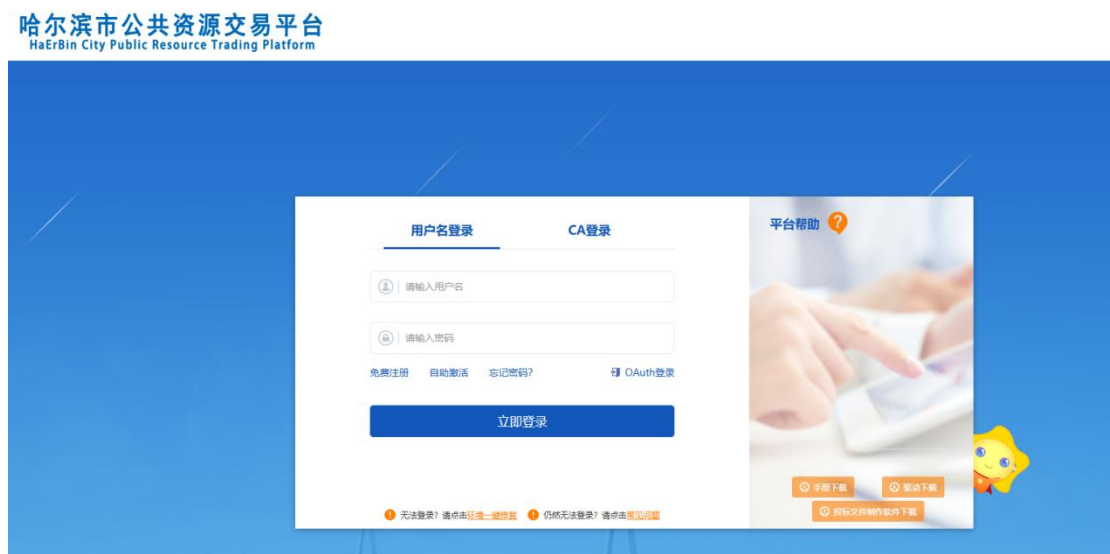 哈尔滨市公共资源交易平台
HaErBin City Public Resource Trading Platform
用户名登录 CA登录
平台帮助 ?
请输入用户名
请输入密码
免费注册 自助激活 忘记密码? OAuth登录
立即登录
手册下载 驱动下载
投标文件制作软件下载
! 无法登录?请点击环境一键修复 ! 仍然无法登录?请点击常见问题